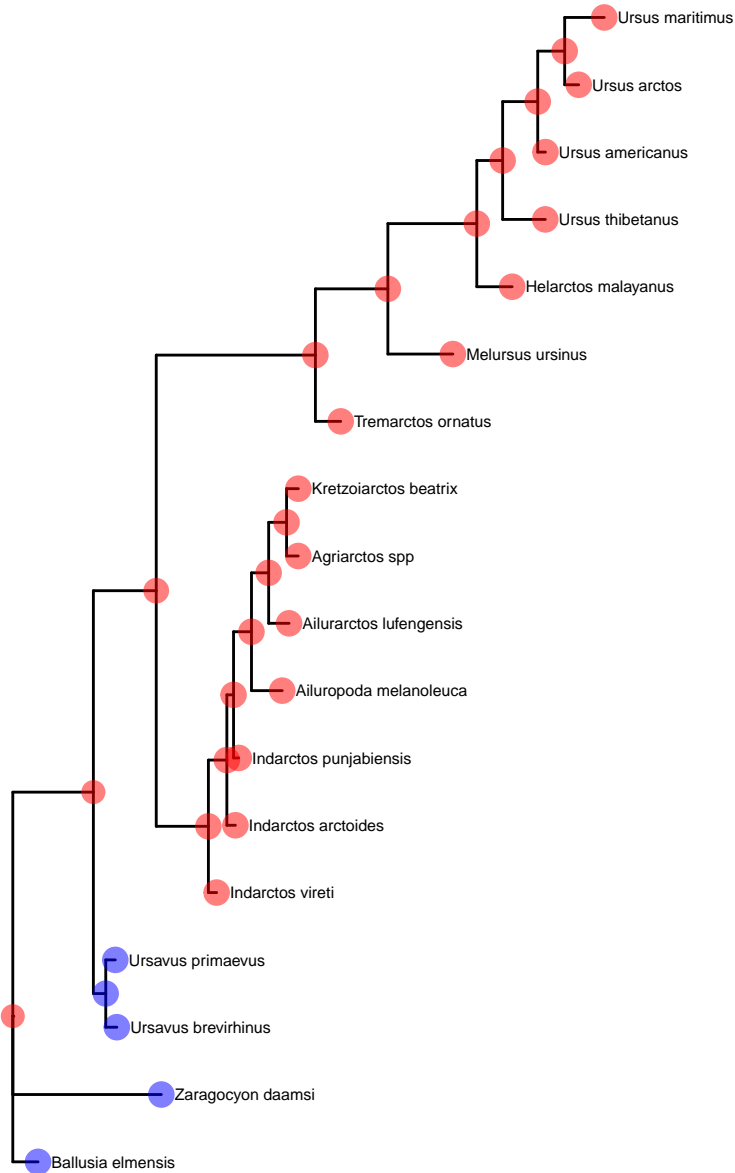 Ursus maritimus
Ursus arctos
Ursus americanus
Ursus thibetanus
Helarctos malayanus
Melursus ursinus
Tremarctos ornatus
Kretzoiarctos beatrix
Agriarctos spp
Ailurarctos lufengensis
Ailuropoda melanoleuca
Indarctos punjabiensis
Indarctos arctoides
Indarctos vireti
Ursavus primaevus
Ursavus brevirhinus
Zaragocyon daamsi
Ballusia elmensis